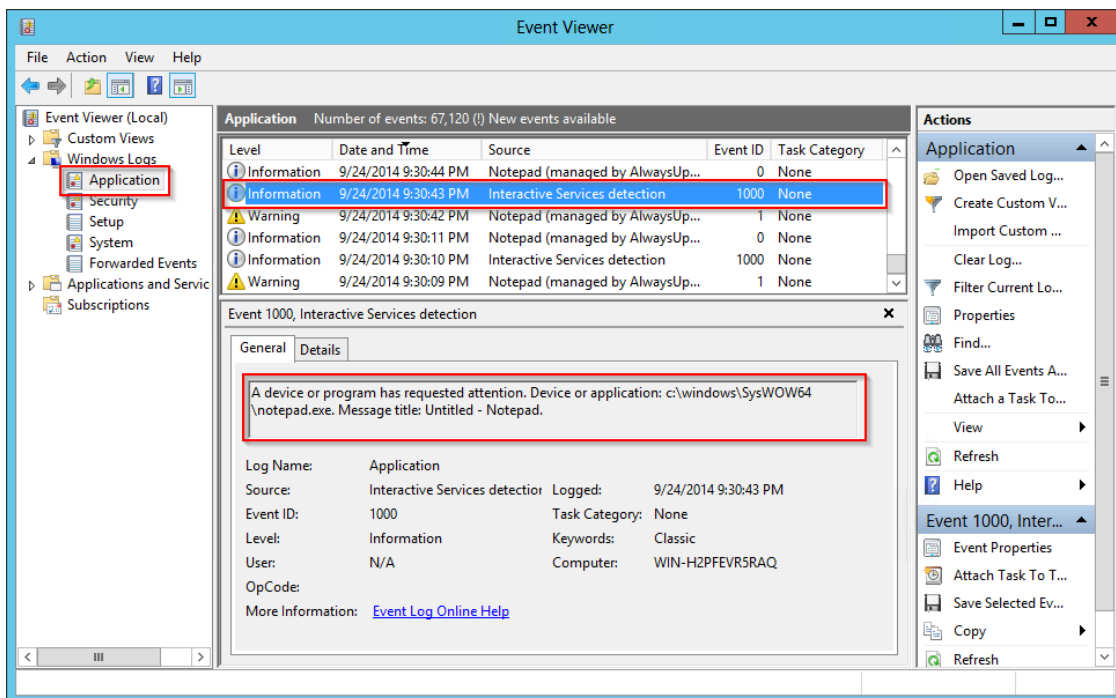 Event Viewer
File Action View Help
Event Viewer (Local)
Custom Views
Windows Logs
Application
Security
Setup
System
Forwarded Events
Applications and Servic
Subscriptions
Application Number of events: 67,120 (!) New events available
Level Date and Time Source Event ID Task Category
Information 9/24/2014 9:30:44 PM Notepad (managed by AlwaysUp... 0 None
Information 9/24/2014 9:30:43 PM Interactive Services detection 1000 None
Warning 9/24/2014 9:30:42 PM Notepad (managed by AlwaysUp... 1 None
Information 9/24/2014 9:30:11 PM Notepad (managed by AlwaysUp... 0 None
Information 9/24/2014 9:30:10 PM Interactive Services detection 1000 None
Warning 9/24/2014 9:30:09 PM Notepad (managed by AlwaysUp... 1 None
Event 1000, Interactive Services detection
General Details
A device or program has requested attention. Device or application: c:\windows\SysWOW64
\notepad.exe. Message title: Untitled - Notepad.
Log Name: Application
Source: Interactive Services detection Logged: 9/24/2014 9:30:43 PM
Event ID: 1000 Task Category: None
Level: Information Keywords: Classic
User: N/A Computer: WIN-H2PFEVR5RAQ
OpCode:
More Information: Event Log Online Help
Actions
Application
Open Saved Log...
Create Custom V...
Import Custom ...
Clear Log...
Filter Current Lo...
Properties
Find...
Save All Events A...
Attach a Task To...
View
Refresh
Help
Event 1000, Inter...
Event Properties
Attach Task To T...
Save Selected Ev...
Copy
Refresh